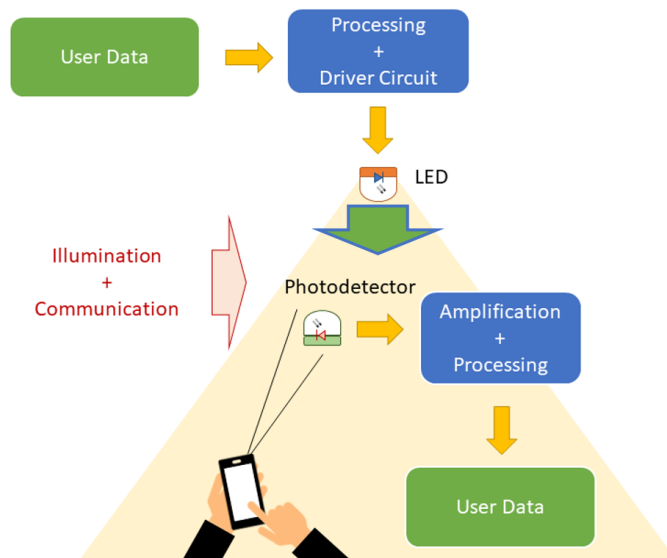 User Data
Processing
+
Driver Circuit
LED
Illumination
+
Communication
Photodetector
Amplification
+
Processing
User Data